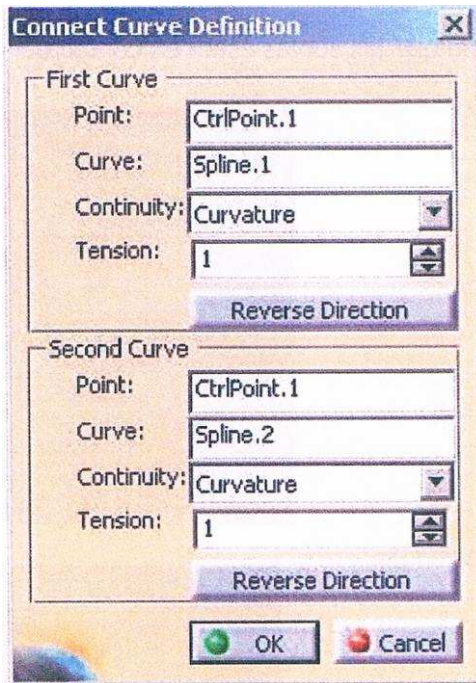 Connect Curve Definition
First Curve
Point: CtrlPoint.1
Curve: Spline.1
Continuity: Curvature
Tension: 1
Reverse Direction
Second Curve
Point: CtrlPoint.1
Curve: Spline.2
Continuity: Curvature
Tension: 1
Reverse Direction
OK Cancel